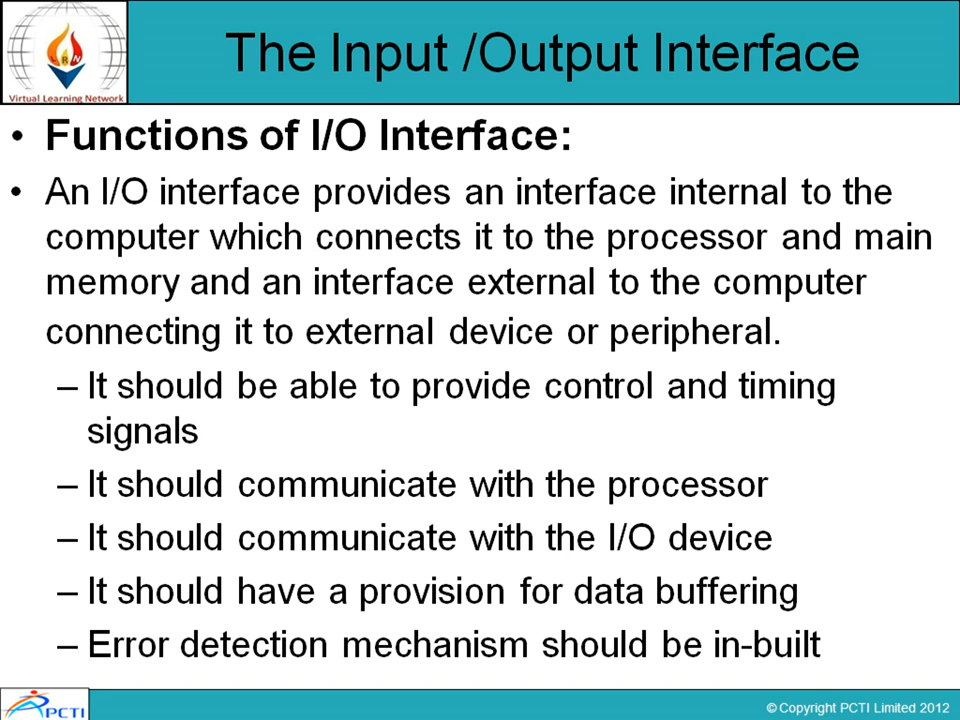 The Input /Output Interface
RN
Virtual Learning Network
• Functions of I/O Interface:
• An I/O interface provides an interface internal to the
computer which connects it to the processor and main
memory and an interface external to the computer
connecting it to external device or peripheral.
– It should be able to provide control and timing
signals
– It should communicate with the processor
– It should communicate with the I/O device
– It should have a provision for data buffering
– Error detection mechanism should be in-built
PCTI
© Copyright PCTI Limited 2012